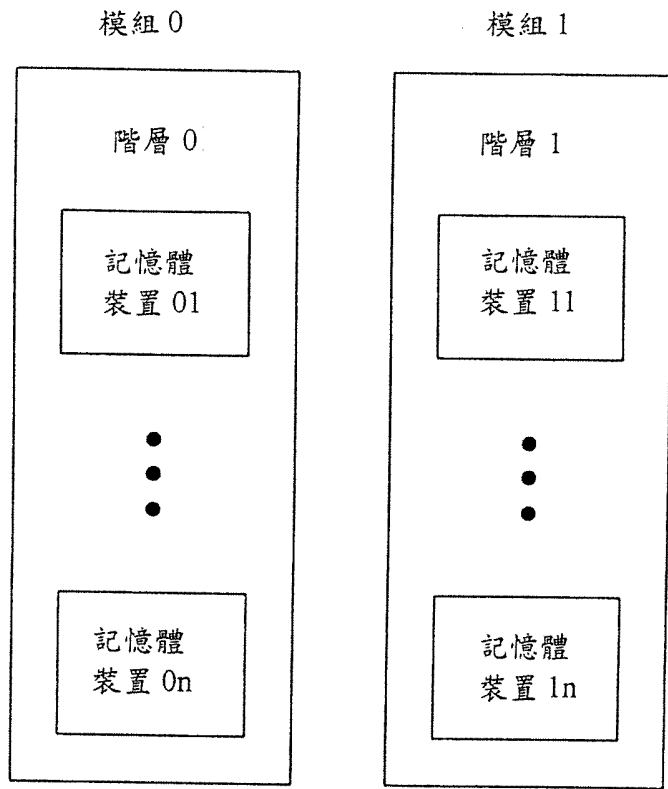 模組 0
階層 0
記憶體
裝置 01
記憶體
裝置 0n
模組 1
階層 1
記憶體
裝置 11
記憶體
裝置 1n